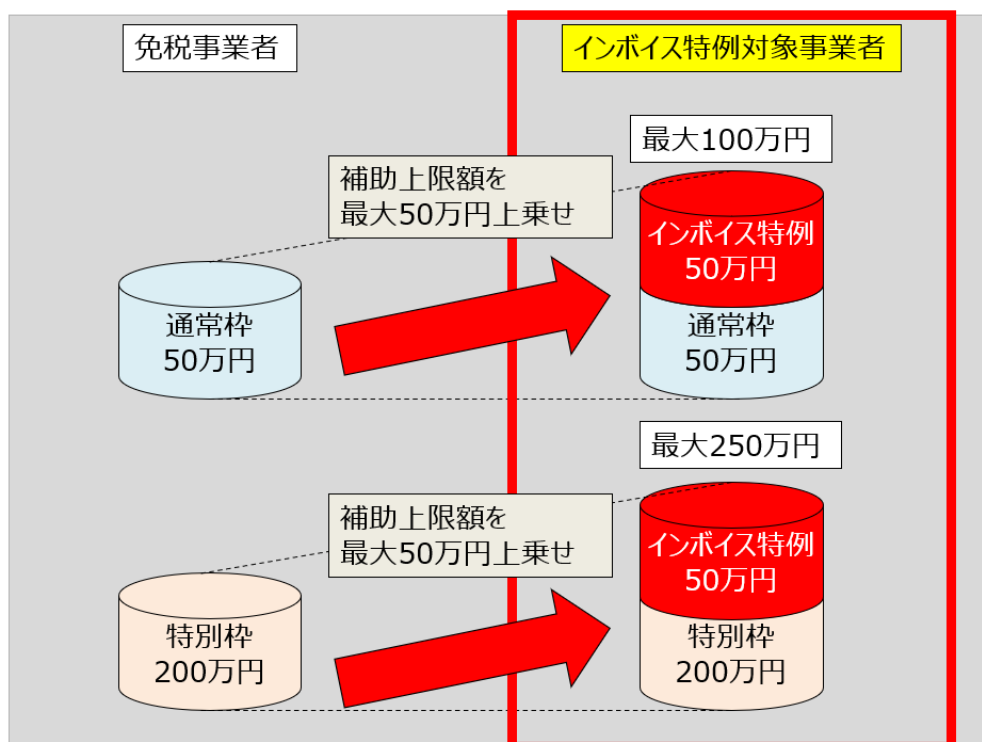 免税事業者
インボイス特例対象事業者
最大100万円
補助上限額を
最大50万円上乗せ
インボイス特例
50万円
通常枠
50万円
通常枠
50万円
最大250万円
補助上限額を
最大50万円上乗せ
インボイス特例
50万円
特別枠
200万円
特別枠
200万円